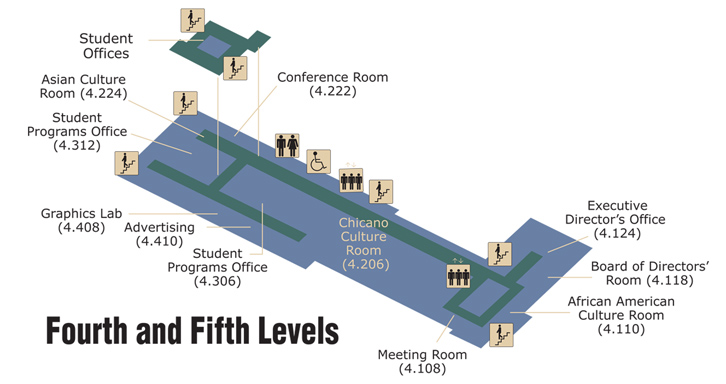 Student
Offices
Asian Culture
Room (4.224)
Conference Room
(4.222)
Student
Programs Office
(4.312)
Graphics Lab
(4.408)
Advertising
(4.410)
Student
Programs Office
(4.306)
Chicano
Culture
Room
(4.206)
Executive
Director's Office
(4.124)
Board of Directors'
Room (4.118)
African American
Culture Room
(4.110)
Meeting Room
(4.108)
Fourth and Fifth Levels